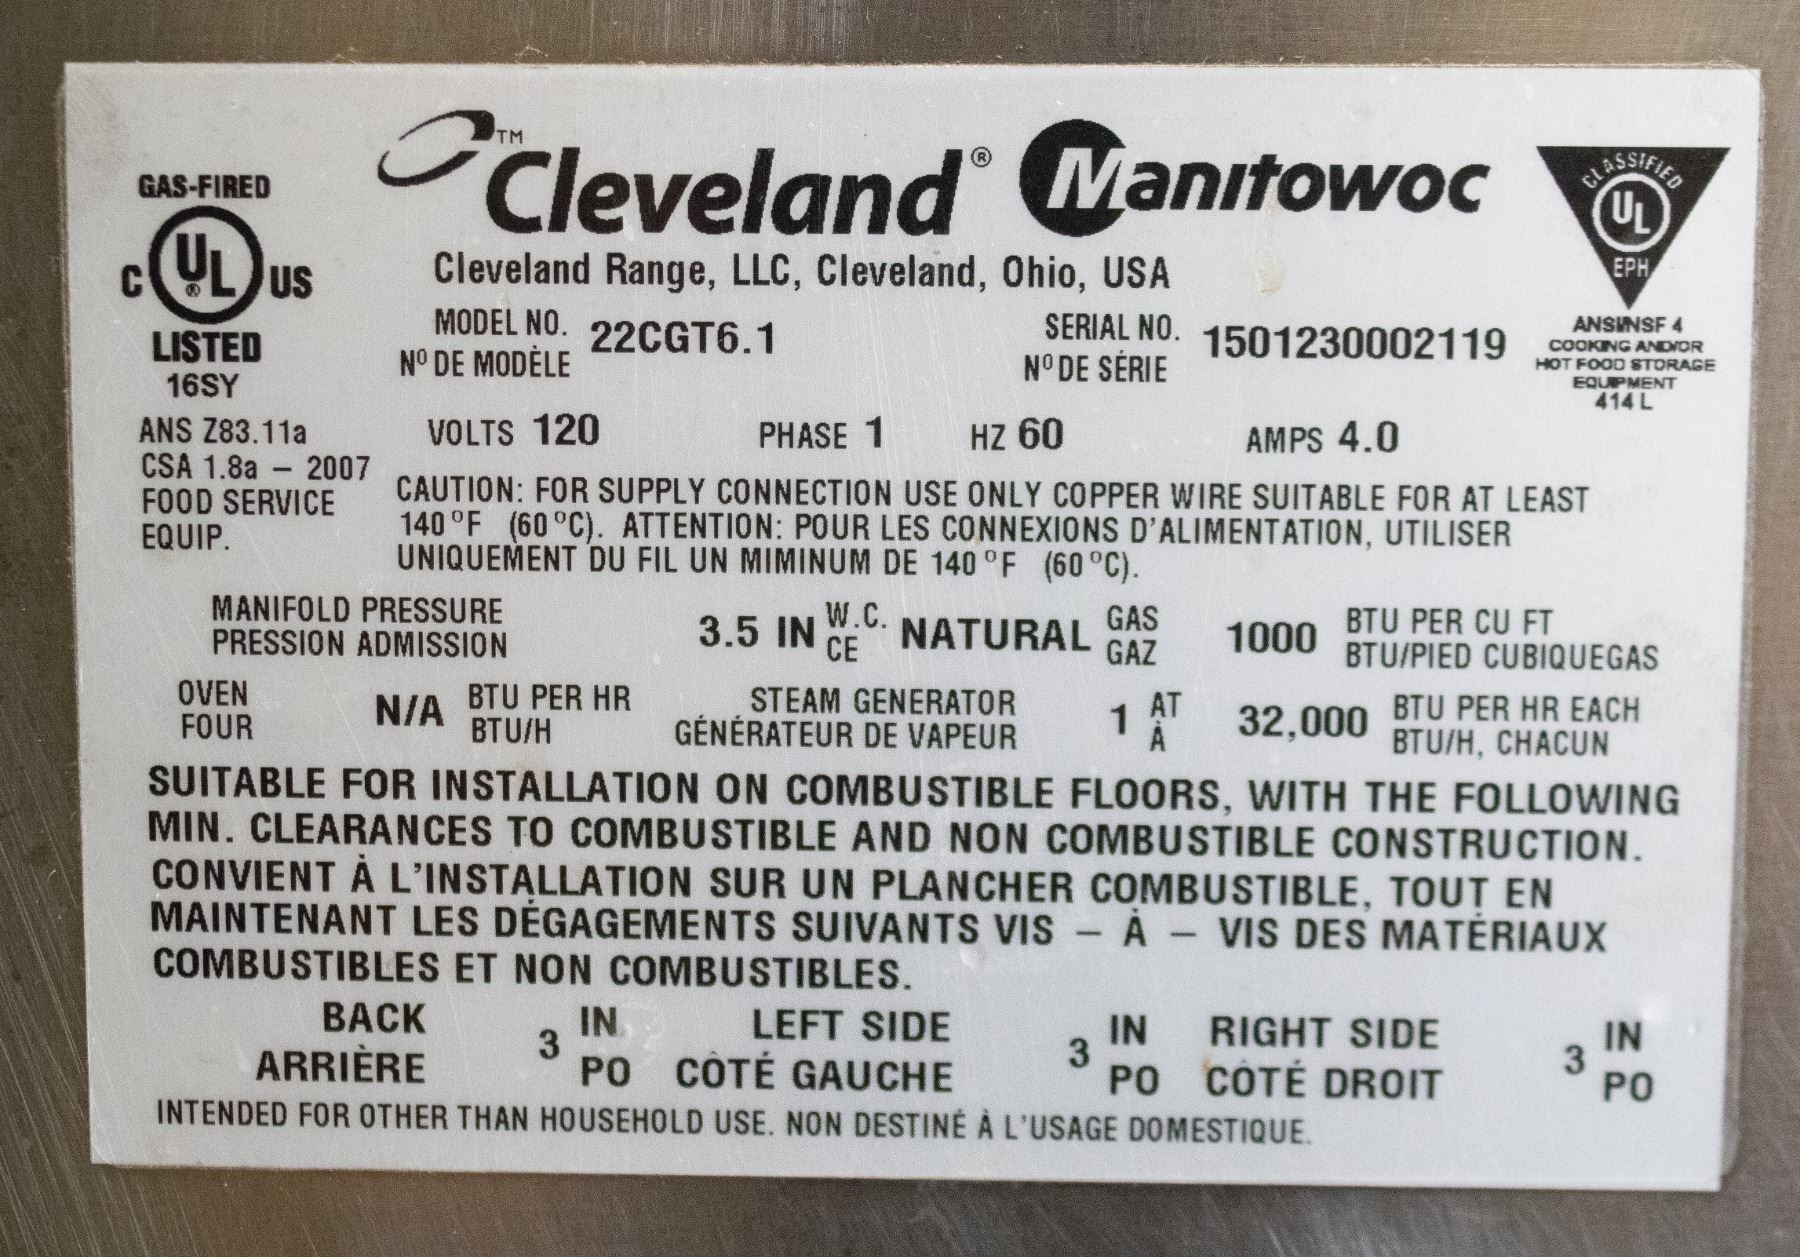 GAS-FIRED
C UL ® US
LISTED
16SY
™ Cleveland® Manitowoc
Cleveland Range, LLC, Cleveland, Ohio, USA
CLASSIFIED
UL
EPH
ANSI/NSF 4
COOKING AND/OR
HOT FOOD STORAGE
EQUIPMENT
414 L
MODEL NO. 22CGT6.1 SERIAL NO. 1501230002119
Nº DE MODÈLE Nº DE SÉRIE
ANS Z83.11a
CSA 1.8a – 2007
FOOD SERVICE
EQUIP.
VOLTS 120 PHASE 1 HZ 60 AMPS 4.0
CAUTION: FOR SUPPLY CONNECTION USE ONLY COPPER WIRE SUITABLE FOR AT LEAST
140 ºF (60 ºC). ATTENTION: POUR LES CONNEXIONS D'ALIMENTATION, UTILISER
UNIQUEMENT DU FIL UN MIMINUM DE 140 ºF (60 ºC).
MANIFOLD PRESSURE 3.5 IN W.C. NATURAL GAS 1000 BTU PER CU FT
PRESSION ADMISSION CE GAZ BTU/PIED CUBIQUEGAS
OVEN N/A BTU PER HR STEAM GENERATOR 1 AT 32,000 BTU PER HR EACH
FOUR BTU/H GÉNÉRATEUR DE VAPEUR À BTU/H, CHACUN
SUITABLE FOR INSTALLATION ON COMBUSTIBLE FLOORS, WITH THE FOLLOWING
MIN. CLEARANCES TO COMBUSTIBLE AND NON COMBUSTIBLE CONSTRUCTION.
CONVIENT À L'INSTALLATION SUR UN PLANCHER COMBUSTIBLE, TOUT EN
MAINTENANT LES DÉGAGEMENTS SUIVANTS VIS – À – VIS DES MATÉRIAUX
COMBUSTIBLES ET NON COMBUSTIBLES.
BACK 3 IN LEFT SIDE 3 IN RIGHT SIDE 3 IN
ARRIÈRE PO CÔTÉ GAUCHE PO CÔTÉ DROIT PO
INTENDED FOR OTHER THAN HOUSEHOLD USE. NON DESTINÉ À L'USAGE DOMESTIQUE.